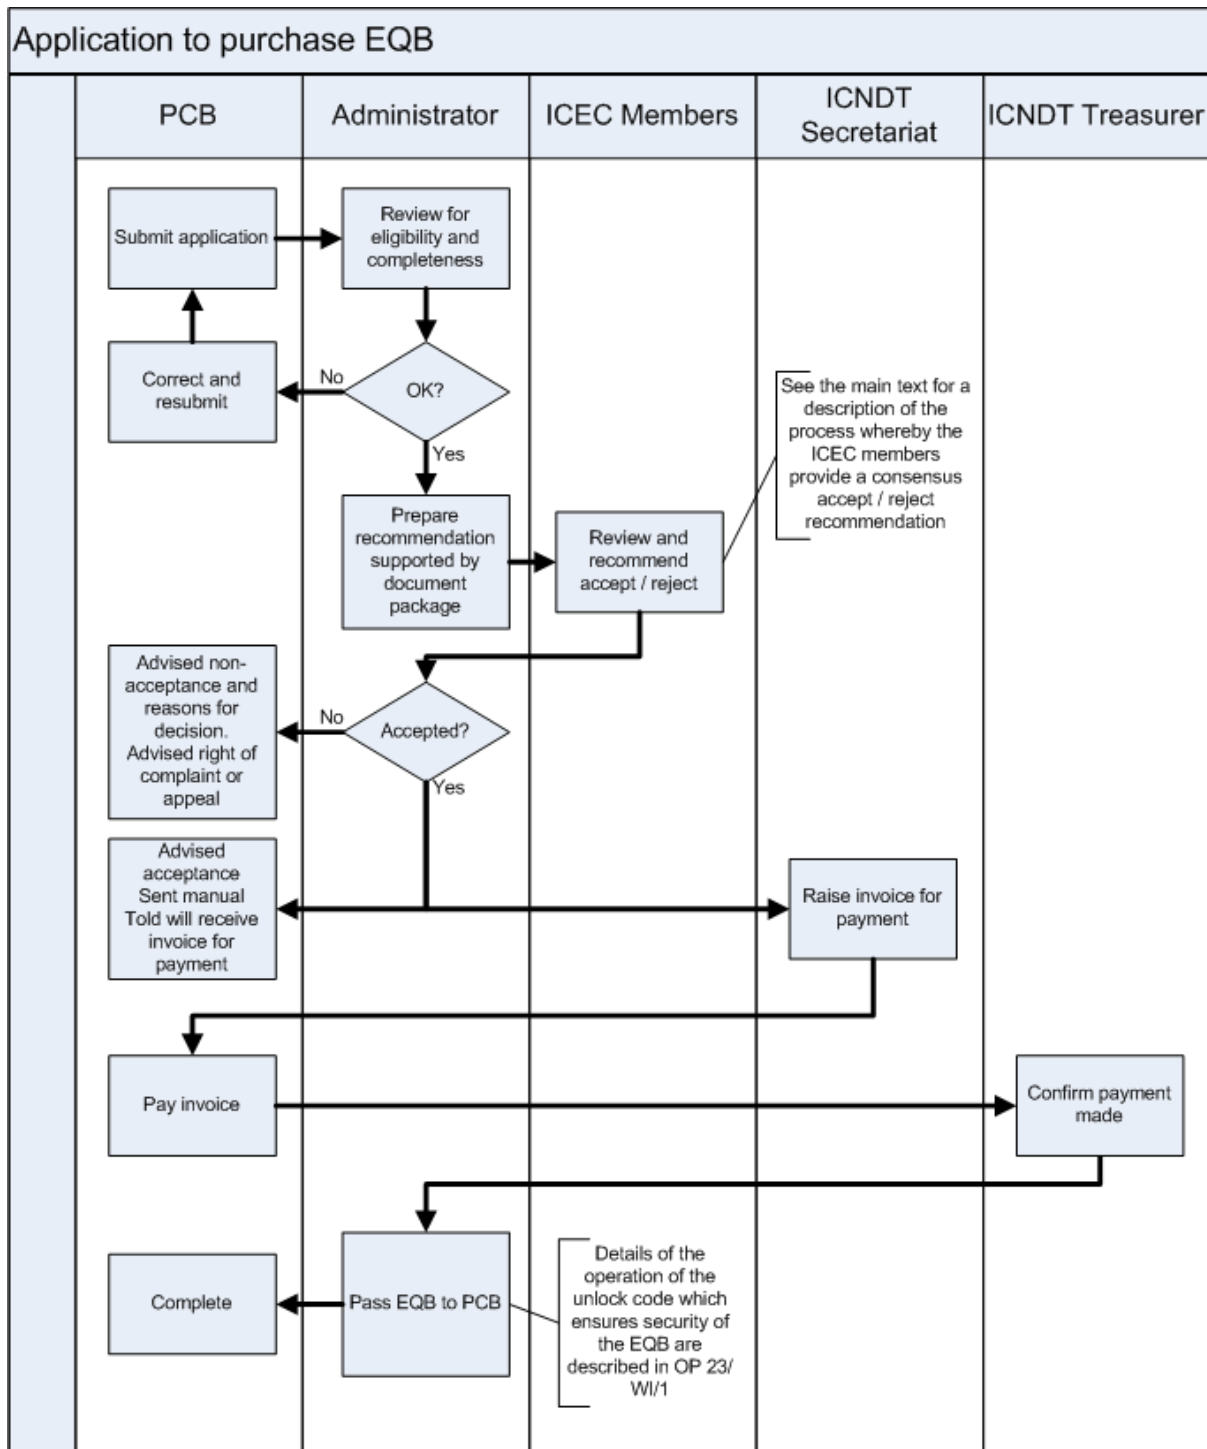 Application to purchase EQB
PCB
Administrator
ICEC Members
ICNDT
Secretariat
ICNDT Treasurer
Submit application
Review for
eligibility and
completeness
Correct and
resubmit
No
OK?
Yes
See the main text for a
description of the
process whereby the
ICEC members
provide a consensus
accept / reject
recommendation
Prepare
recommendation
supported by
document
package
Review and
recommend
accept / reject
Advised non-
acceptance and
reasons for
decision.
Advised right of
complaint or
appeal
No
Accepted?
Yes
Advised
acceptance
Sent manual
Told will receive
invoice for
payment
Raise invoice for
payment
Pay invoice
Confirm payment
made
Complete
Pass EQB to PCB
Details of the
operation of the
unlock code which
ensures security of
the EQB are
described in OP 23/
WI/1